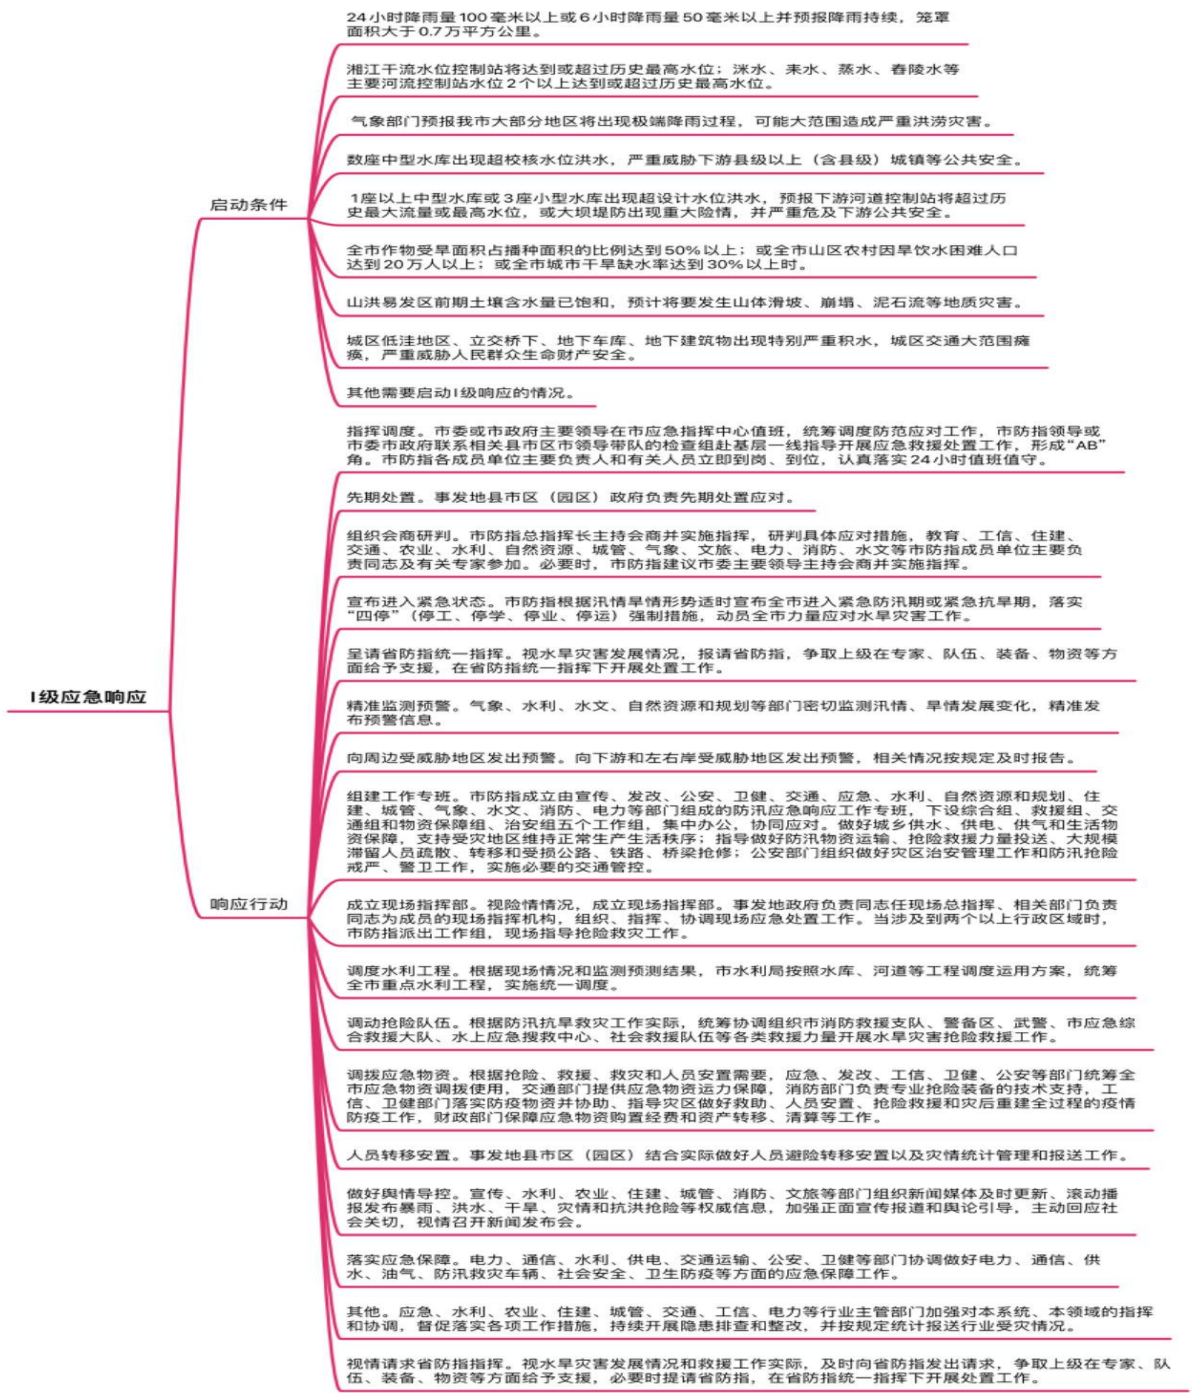 24小时降雨量100毫米以上或6小时降雨量50毫米以上并预报降雨持续，笼罩
面积大于0.7万平方公里。
湘江干流水位控制站将达到或超过历史最高水位；洣水、耒水、蒸水、舂陵水等
主要河流控制站水位2个以上达到或超过历史最高水位。
气象部门预报我市大部分地区将出现极端降雨过程，可能大范围造成严重洪涝灾害。
数座中型水库出现超校核水位洪水，严重威胁下游县级以上（含县级）城镇等公共安全。
启动条件
1座以上中型水库或3座小型水库出现超设计水位洪水，预报下游河道控制站将超过历
史最大流量或最高水位，或大坝堤防出现重大险情，并严重危及下游公共安全。
全市作物受旱面积占播种面积的比例达到50%以上；或全市山区农村因旱饮水困难人口
达到20万人以上；或全市城市干旱缺水率达到30%以上时。
山洪易发区前期土壤含水量已饱和，预计将要发生山体滑坡、崩塌、泥石流等地质灾害。
城区低洼地区、立交桥下、地下车库、地下建筑物出现特别严重积水，城区交通大范围瘫
痪，严重威胁人民群众生命财产安全。
其他需要启动I级响应的情况。
指挥调度。市委或市政府主要领导在市应急指挥中心值班，统筹调度防范应对工作，市防指领导或
市委市政府联系相关县市区市领导带队的检查组赴基层一线指导开展应急救援处置工作，形成“AB”
角。市防指各成员单位主要负责人和有关人员立即到岗、到位，认真落实24小时值班值守。
先期处置。事发地县市区（园区）政府负责先期处置应对。
组织会商研判。市防指总指挥长主持会商并实施指挥，研判具体应对措施，教育、工信、住建、
交通、农业、水利、自然资源、城管、气象、文旅、电力、消防、水文等市防指成员单位主要负
责同志及有关专家参加。必要时，市防指建议市委主要领导主持会商并实施指挥。
宣布进入紧急状态。市防指根据汛情旱情形势适时宣布全市进入紧急防汛期或紧急抗旱期，落实
“四停”（停工、停学、停业、停运）强制措施，动员全市力量应对水旱灾害工作。
呈请省防指统一指挥。视水旱灾害发展情况，报请省防指，争取上级在专家、队伍、装备、物资等方
面给予支援，在省防指统一指挥下开展处置工作。
I级应急响应
精准监测预警。气象、水利、水文、自然资源和规划等部门密切监测汛情、旱情发展变化，精准发
布预警信息。
向周边受威胁地区发出预警。向下游和左右岸受威胁地区发出预警，相关情况按规定及时报告。
组建工作专班。市防指成立由宣传、发改、公安、卫健、交通、应急、水利、自然资源和规划、住
建、城管、气象、水文、消防、电力等部门组成的防汛应急响应工作专班，下设综合组、救援组、交
通组和物资保障组、治安组五个工作组，集中办公，协同应对。做好城乡供水、供电、供气和生活物
资保障，支持受灾地区维持正常生产生活秩序；指导做好防汛物资运输、抢险救援力量投送、大规模
滞留人员疏散、转移和受损公路、铁路、桥梁抢修；公安部门组织做好灾区治安管理工作和防汛抢险
戒严、警卫工作，实施必要的交通管控。
响应行动
成立现场指挥部。视险情情况，成立现场指挥部。事发地政府负责同志任现场总指挥、相关部门负责
同志为成员的现场指挥机构，组织、指挥、协调现场应急处置工作。当涉及到两个以上行政区域时，
市防指派出工作组，现场指导抢险救灾工作。
调度水利工程。根据现场情况和监测预测结果，市水利局按照水库、河道等工程调度运用方案，统筹
全市重点水利工程，实施统一调度。
调动抢险队伍。根据防汛抗旱救灾工作实际，统筹协调组织市消防救援支队、警备区、武警、市应急综
合救援大队、水上应急搜救中心、社会救援队伍等各类救援力量开展水旱灾害抢险救援工作。
调拨应急物资。根据抢险、救援、救灾和人员安置需要，应急、发改、工信、卫健、公安等部门统筹全
市应急物资调拨使用，交通部门提供应急物资运力保障，消防部门负责专业抢险装备的技术支持，工
信、卫健部门落实防疫物资并协助、指导灾区做好救助、人员安置、抢险救援和灾后重建全过程的疫情
防疫工作，财政部门保障应急物资购置经费和资产转移、清算等工作。
人员转移安置。事发地县市区（园区）结合实际做好人员避险转移安置以及灾情统计管理和报送工作。
做好舆情导控。宣传、水利、农业、住建、城管、消防、文旅等部门组织新闻媒体及时更新、滚动播
报发布暴雨、洪水、干旱、灾情和抗洪抢险等权威信息，加强正面宣传报道和舆论引导，主动回应社
会关切，视情召开新闻发布会。
落实应急保障。电力、通信、水利、供电、交通运输、公安、卫健等部门协调做好电力、通信、供
水、油气、防汛救灾车辆、社会安全、卫生防疫等方面的应急保障工作。
其他。应急、水利、农业、住建、城管、交通、工信、电力等行业主管部门加强对本系统、本领域的指挥
和协调，督促落实各项工作措施，持续开展隐患排查和整改，并按规定统计报送行业受灾情况。
视情请求省防指指挥。视水旱灾害发展情况和救援工作实际，及时向省防指发出请求，争取上级在专家、队
伍、装备、物资等方面给予支援，必要时提请省防指，在省防指统一指挥下开展处置工作。